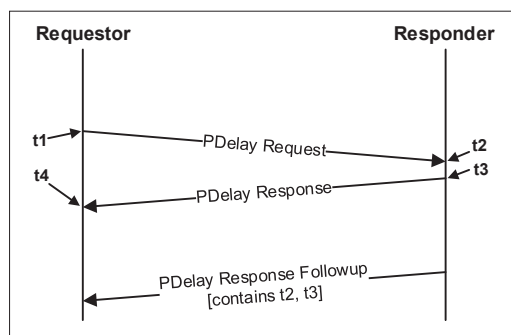 Requestor
Responder
t1
PDelay Request
t2
t4
PDelay Response
t3
PDelay Response Followup
[contains t2, t3]